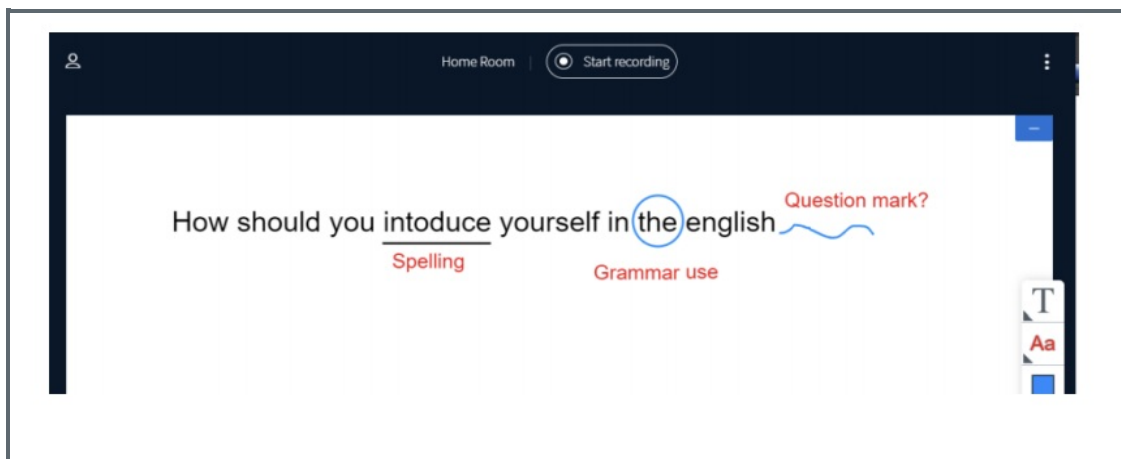 Home Room | Start recording
Question mark?
How should you intoduce yourself in the english
Spelling
Grammar use
T
Aa